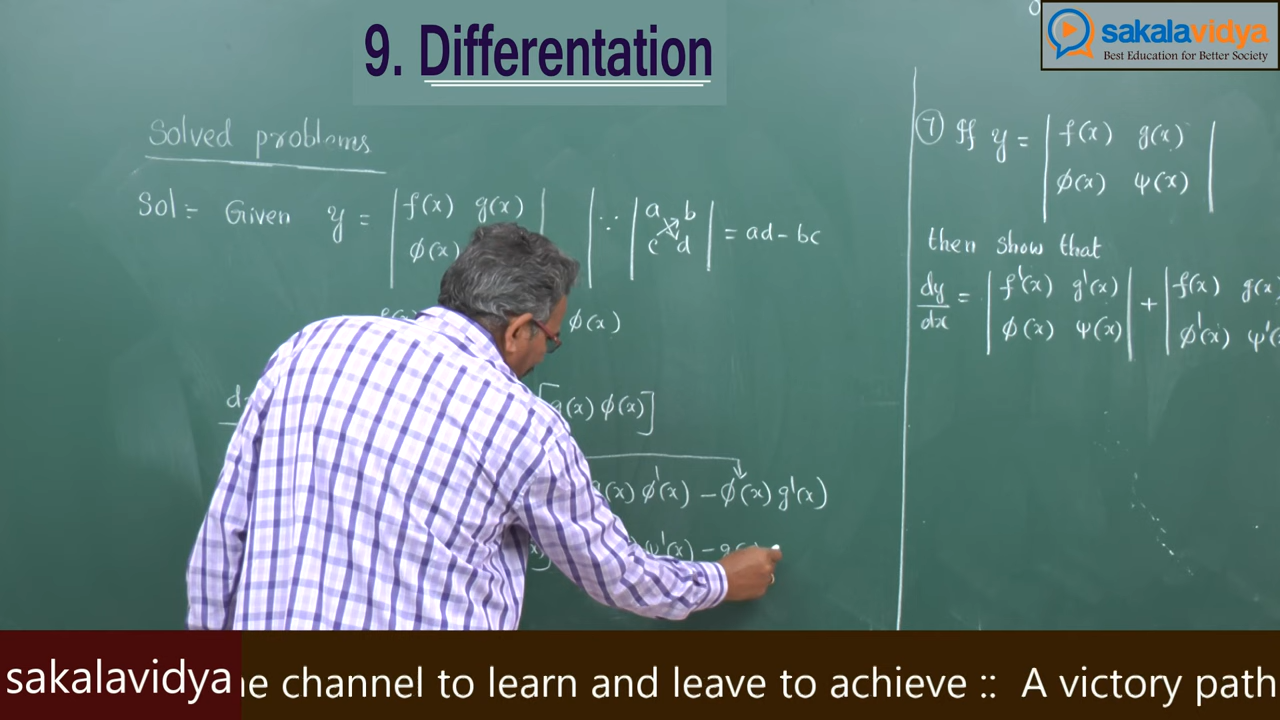 9. Differentation
sakalavidya
Best Education for Better Society
Solved problems
Sol:- Given y = | f(x) g(x) |
ϕ(x)
| ∵ | a b |
c d | = ad - bc
ϕ(x)
g(x) ϕ(x)]
g(x) ϕ'(x) - ϕ(x) g'(x)
ψ'(x) -
7 If y = | f(x) g(x) |
ϕ(x) ψ(x)
then show that
dy/dx = | f'(x) g'(x) | + | f(x) g(x)
ϕ(x) ψ(x) ϕ'(x) ψ'(
sakalavidya
channel to learn and leave to achieve :: A victory path